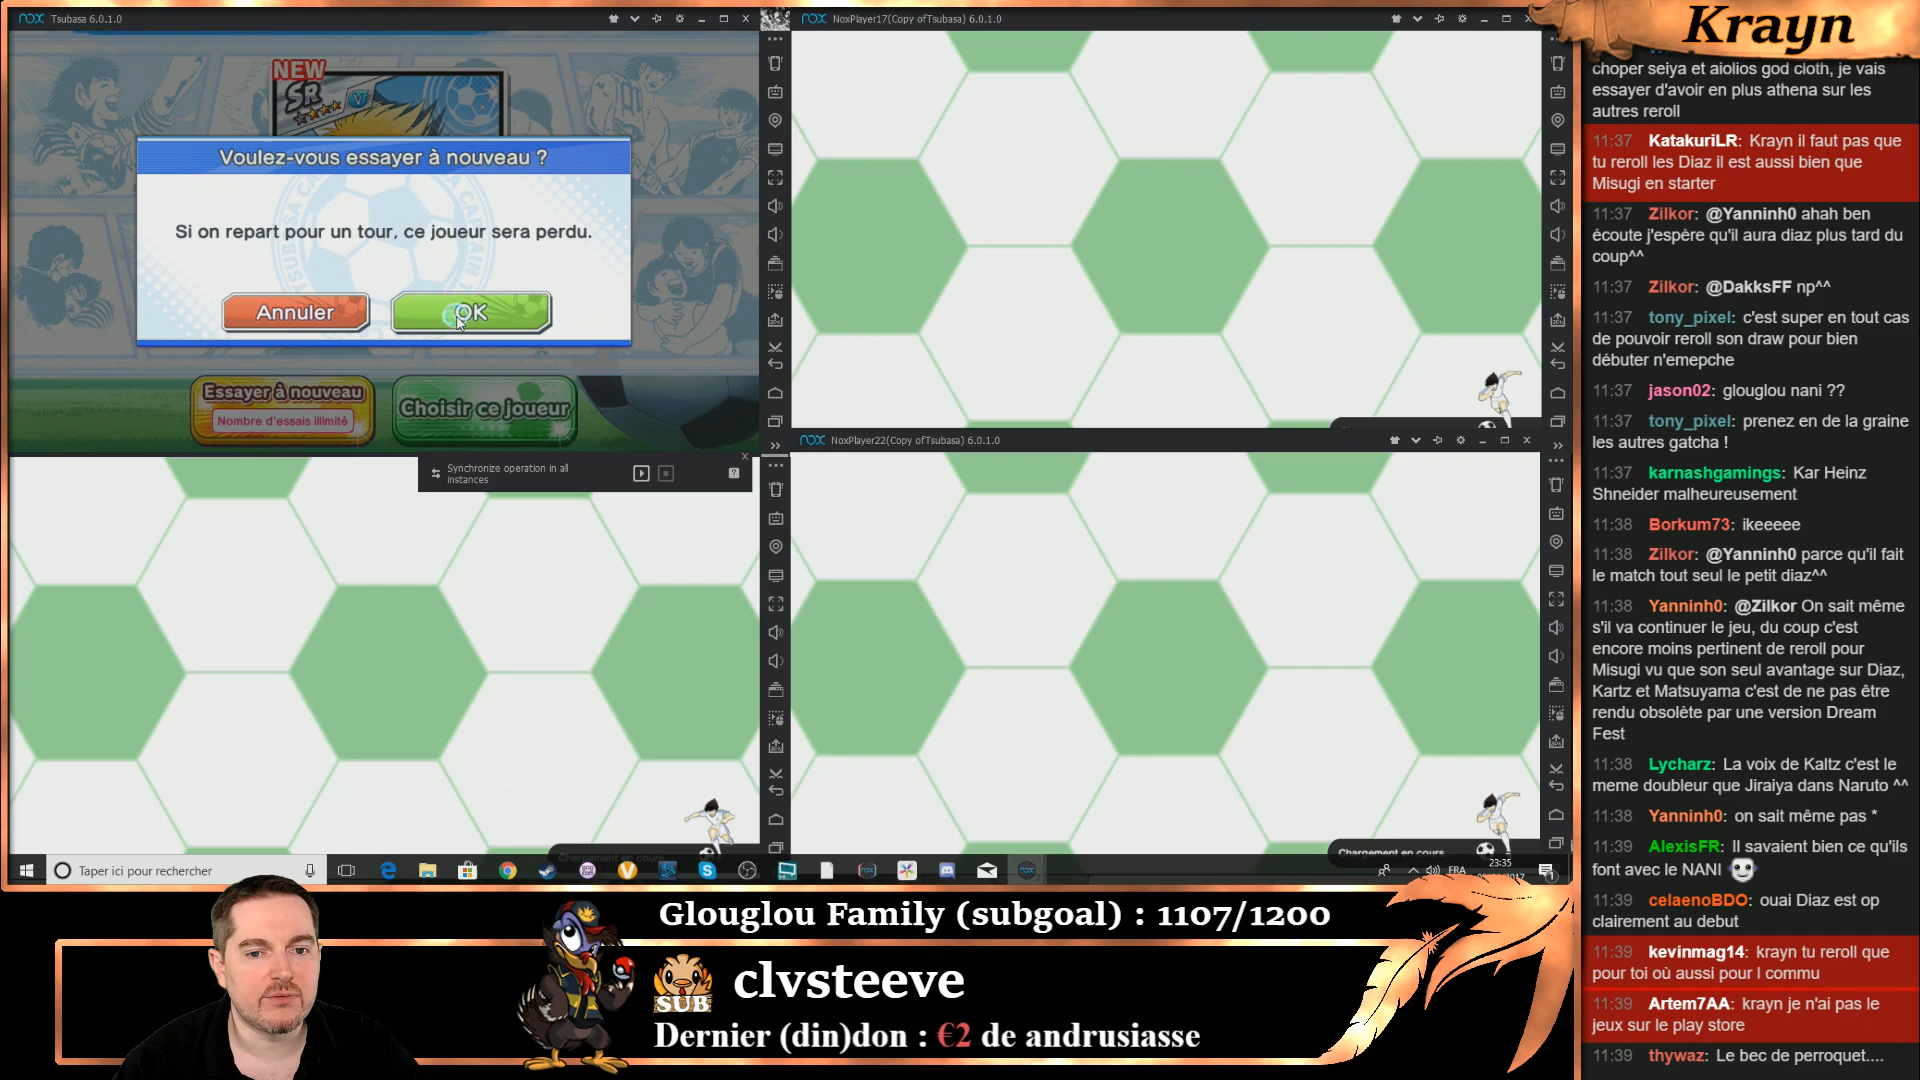 nox Tsubasa 6.0.1.0
NEW
SR
Voulez-vous essayer à nouveau ?
Si on repart pour un tour, ce joueur sera perdu.
Annuler
OK
Essayer à nouveau
Nombre d'essais illimité
Choisir ce joueur
nox NoxPlayer17(Copy ofTsubasa) 6.0.1.0
Synchronize operation in all
instances
nox NoxPlayer22(Copy ofTsubasa) 6.0.1.0
Chargement en cours
Taper ici pour rechercher
FRA
23:35
Krayn
choper seiya et aiolios god cloth, je vais
essayer d'avoir en plus athena sur les
autres reroll
11:37 KatakuriLR: Krayn il faut pas que
tu reroll les Diaz il est aussi bien que
Misugi en starter
11:37 Zilkor: @Yanninh0 ahah ben
écoute j'espère qu'il aura diaz plus tard du
coup^^
11:37 Zilkor: @DakksFF np^^
11:37 tony_pixel: c'est super en tout cas
de pouvoir reroll son draw pour bien
débuter n'emepche
11:37 jason02: glouglou nani ??
11:37 tony_pixel: prenez en de la graine
les autres gatcha !
11:37 karnashgamings: Kar Heinz
Shneider malheureusement
11:38 Borkum73: ikeeeee
11:38 Zilkor: @Yanninh0 parce qu'il fait
le match tout seul le petit diaz^^
11:38 Yanninh0: @Zilkor On sait même
s'il va continuer le jeu, du coup c'est
encore moins pertinent de reroll pour
Misugi vu que son seul avantage sur Diaz,
Kartz et Matsuyama c'est de ne pas être
rendu obsolète par une version Dream
Fest
11:38 Lycharz: La voix de Kaltz c'est le
meme doubleur que Jiraiya dans Naruto ^^
11:38 Yanninh0: on sait même pas *
11:39 AlexisFR: Il savaient bien ce qu'ils
font avec le NANI
11:39 celaenoBDO: ouai Diaz est op
clairement au debut
11:39 kevinmag14: krayn tu reroll que
pour toi où aussi pour l commu
11:39 Artem7AA: krayn je n'ai pas le
jeux sur le play store
11:39 thywaz: Le bec de perroquet....
Glouglou Family (subgoal) : 1107/1200
SUB
clvsteeve
Dernier (din)don : €2 de andrusiasse